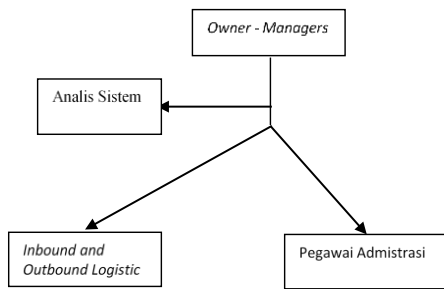 Owner - Managers
Analis Sistem
Inbound and
Outbound Logistic
Pegawai Admistrasi